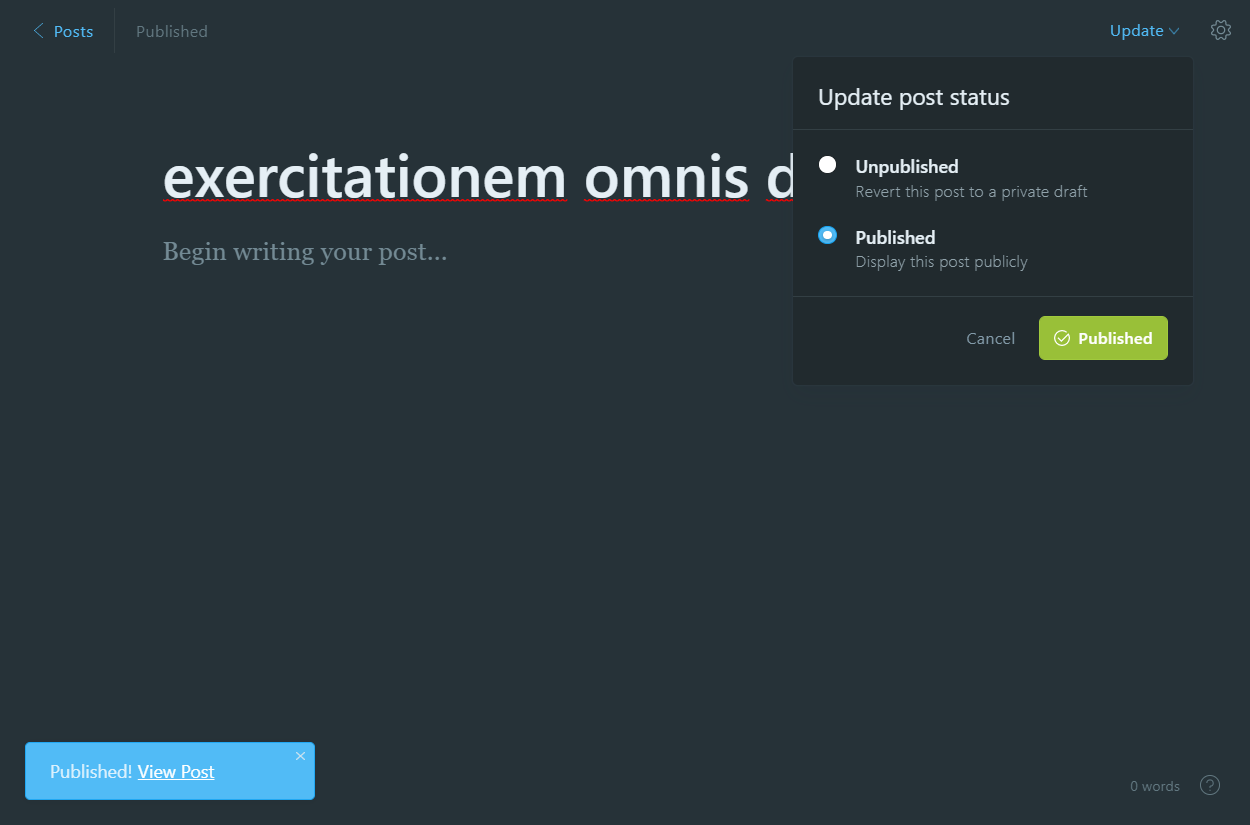 Posts
Published
Update
Update post status
exercitationem omnis
Unpublished
Revert this post to a private draft
Begin writing your post...
Published
Display this post publicly
Cancel
Published
Published! View Post
0 words
?